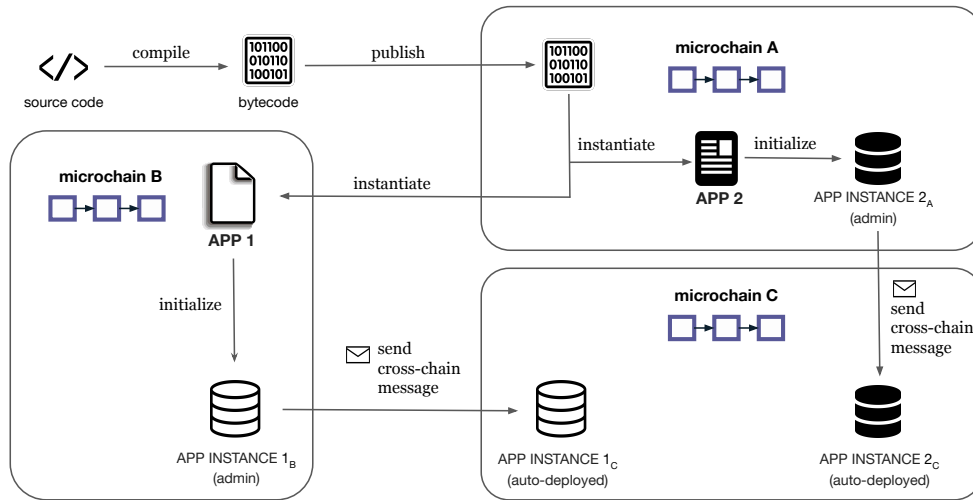 compile
</>
source code
101100
010110
100101
bytecode
publish
101100
010110
100101
microchain A
instantiate
APP 2
initialize
APP INSTANCE 2A
(admin)
microchain B
APP 1
instantiate
initialize
APP INSTANCE 1B
(admin)
send
cross-chain
message
microchain C
send
cross-chain
message
APP INSTANCE 1C
(auto-deployed)
APP INSTANCE 2C
(auto-deployed)